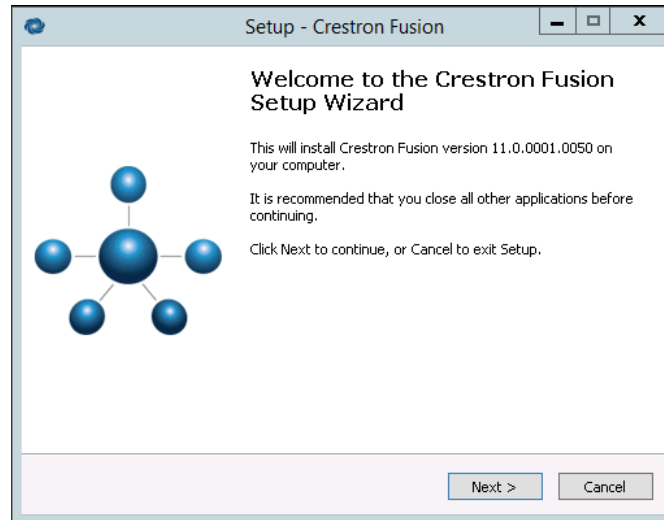 Setup - Crestron Fusion
Welcome to the Crestron Fusion
Setup Wizard
This will install Crestron Fusion version 11.0.0001.0050 on
your computer.
It is recommended that you close all other applications before
continuing.
Click Next to continue, or Cancel to exit Setup.
Next >
Cancel